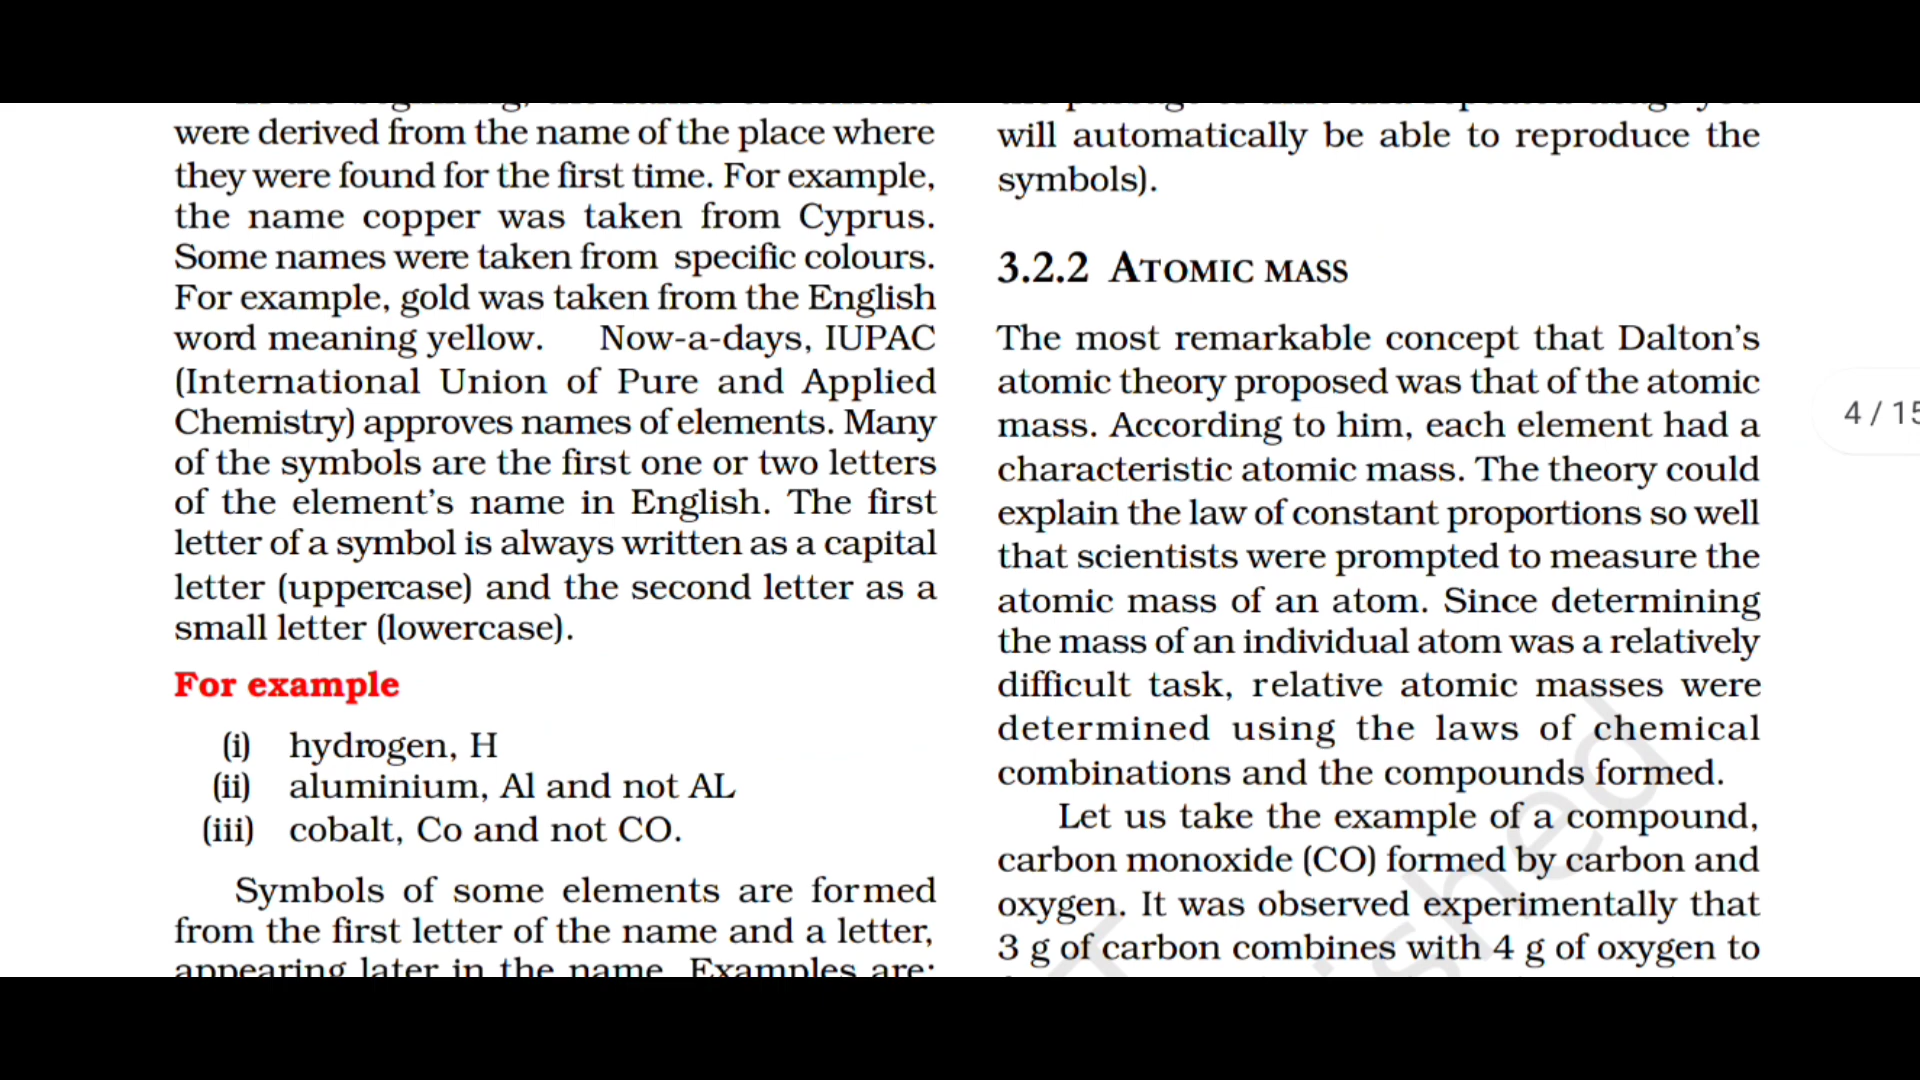 were derived from the name of the place where
they were found for the first time. For example,
the name copper was taken from Cyprus.
Some names were taken from specific colours.
For example, gold was taken from the English
word meaning yellow. Now-a-days, IUPAC
(International Union of Pure and Applied
Chemistry) approves names of elements. Many
of the symbols are the first one or two letters
of the element’s name in English. The first
letter of a symbol is always written as a capital
letter (uppercase) and the second letter as a
small letter (lowercase).
For example
(i) hydrogen, H
(ii) aluminium, Al and not AL
(iii) cobalt, Co and not CO.
Symbols of some elements are formed
from the first letter of the name and a letter,
appearing later in the name. Examples are:
will automatically be able to reproduce the
symbols).
3.2.2 ATOMIC MASS
The most remarkable concept that Dalton’s
atomic theory proposed was that of the atomic
mass. According to him, each element had a
characteristic atomic mass. The theory could
explain the law of constant proportions so well
that scientists were prompted to measure the
atomic mass of an atom. Since determining
the mass of an individual atom was a relatively
difficult task, relative atomic masses were
determined using the laws of chemical
combinations and the compounds formed.
Let us take the example of a compound,
carbon monoxide (CO) formed by carbon and
oxygen. It was observed experimentally that
3 g of carbon combines with 4 g of oxygen to
4 / 15